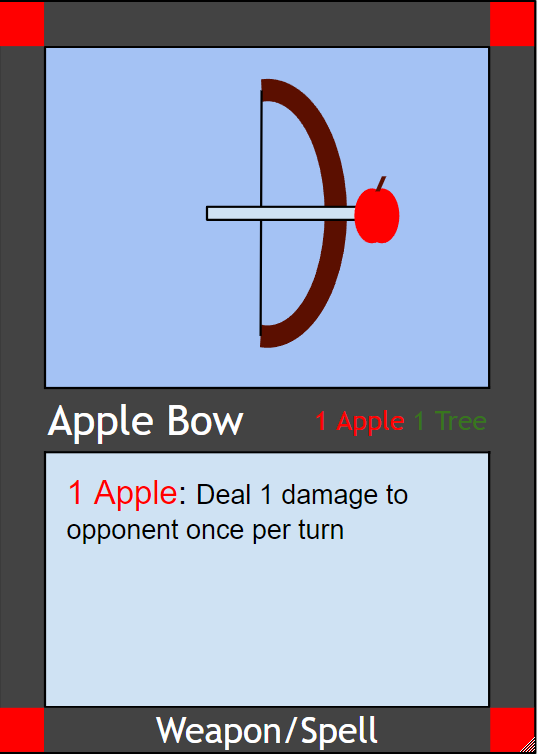 Apple Bow 1 Apple 1 Tree
1 Apple: Deal 1 damage to
opponent once per turn
Weapon/Spell